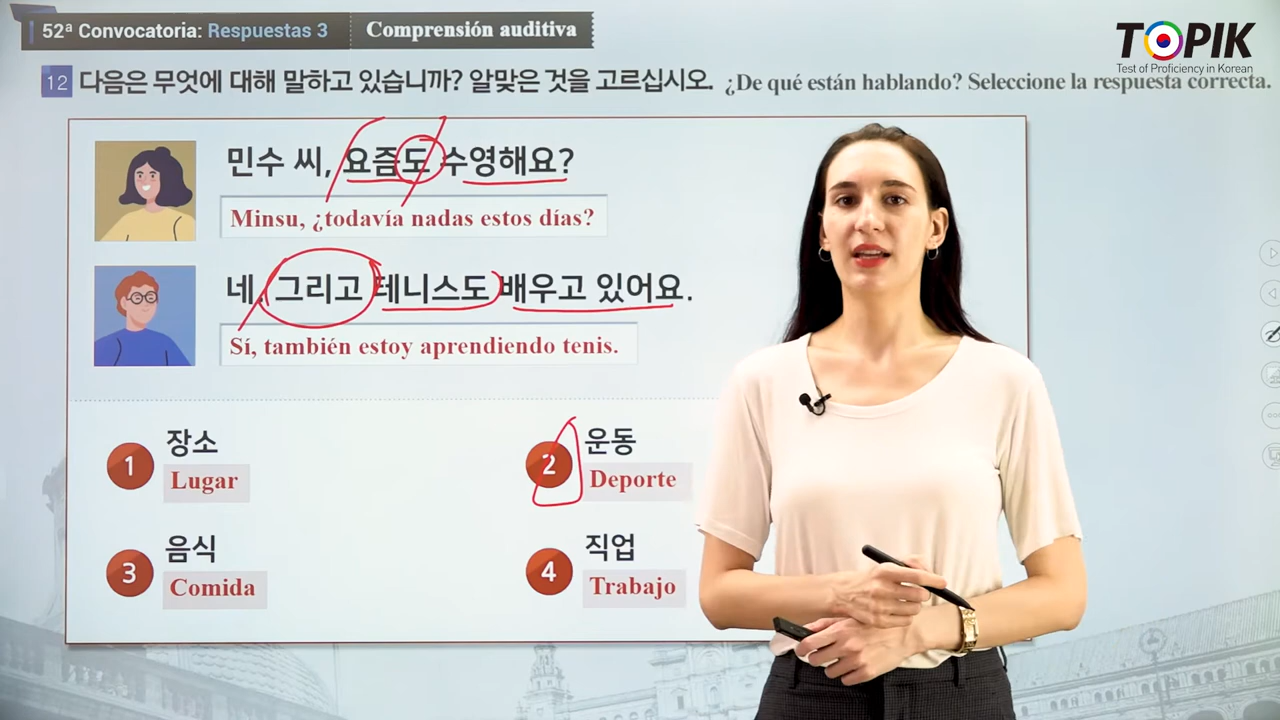 52ª Convocatoria: Respuestas 3
Comprensión auditiva
TOPIK
Test of Proficiency in Korean
12 다음은 무엇에 대해 말하고 있습니까? 알맞은 것을 고르십시오. ¿De qué están hablando? Seleccione la respuesta correcta.
민수 씨, 요즘도 수영해요?
Minsu, ¿todavía nadas estos días?
네, 그리고 테니스도 배우고 있어요.
Sí, también estoy aprendiendo tenis.
1 장소
Lugar
2 운동
Deporte
3 음식
Comida
4 직업
Trabajo